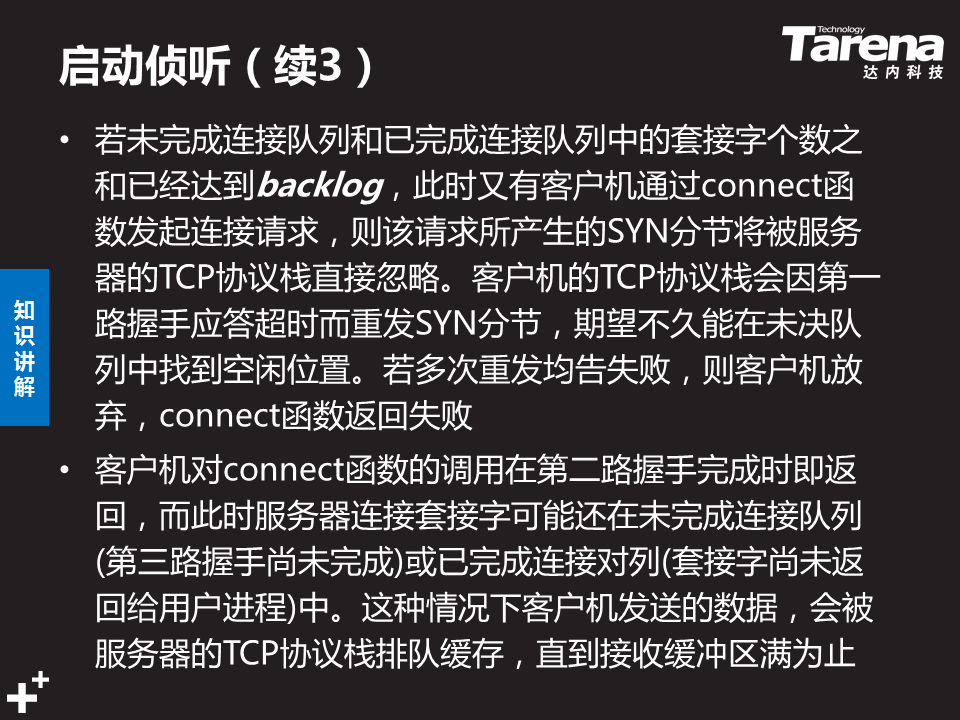 启动侦听（续3）
Technology
Tarena
达内科技
• 若未完成连接队列和已完成连接队列中的套接字个数之
和已经达到backlog，此时又有客户机通过connect函
数发起连接请求，则该请求所产生的SYN分节将被服务
器的TCP协议栈直接忽略。客户机的TCP协议栈会因第一
路握手应答超时而重发SYN分节，期望不久能在未决队
列中找到空闲位置。若多次重发均告失败，则客户机放
弃，connect函数返回失败
• 客户机对connect函数的调用在第二路握手完成时即返
回，而此时服务器连接套接字可能还在未完成连接队列
(第三路握手尚未完成)或已完成连接对列(套接字尚未返
回给用户进程)中。这种情况下客户机发送的数据，会被
服务器的TCP协议栈排队缓存，直到接收缓冲区满为止
知
识
讲
解